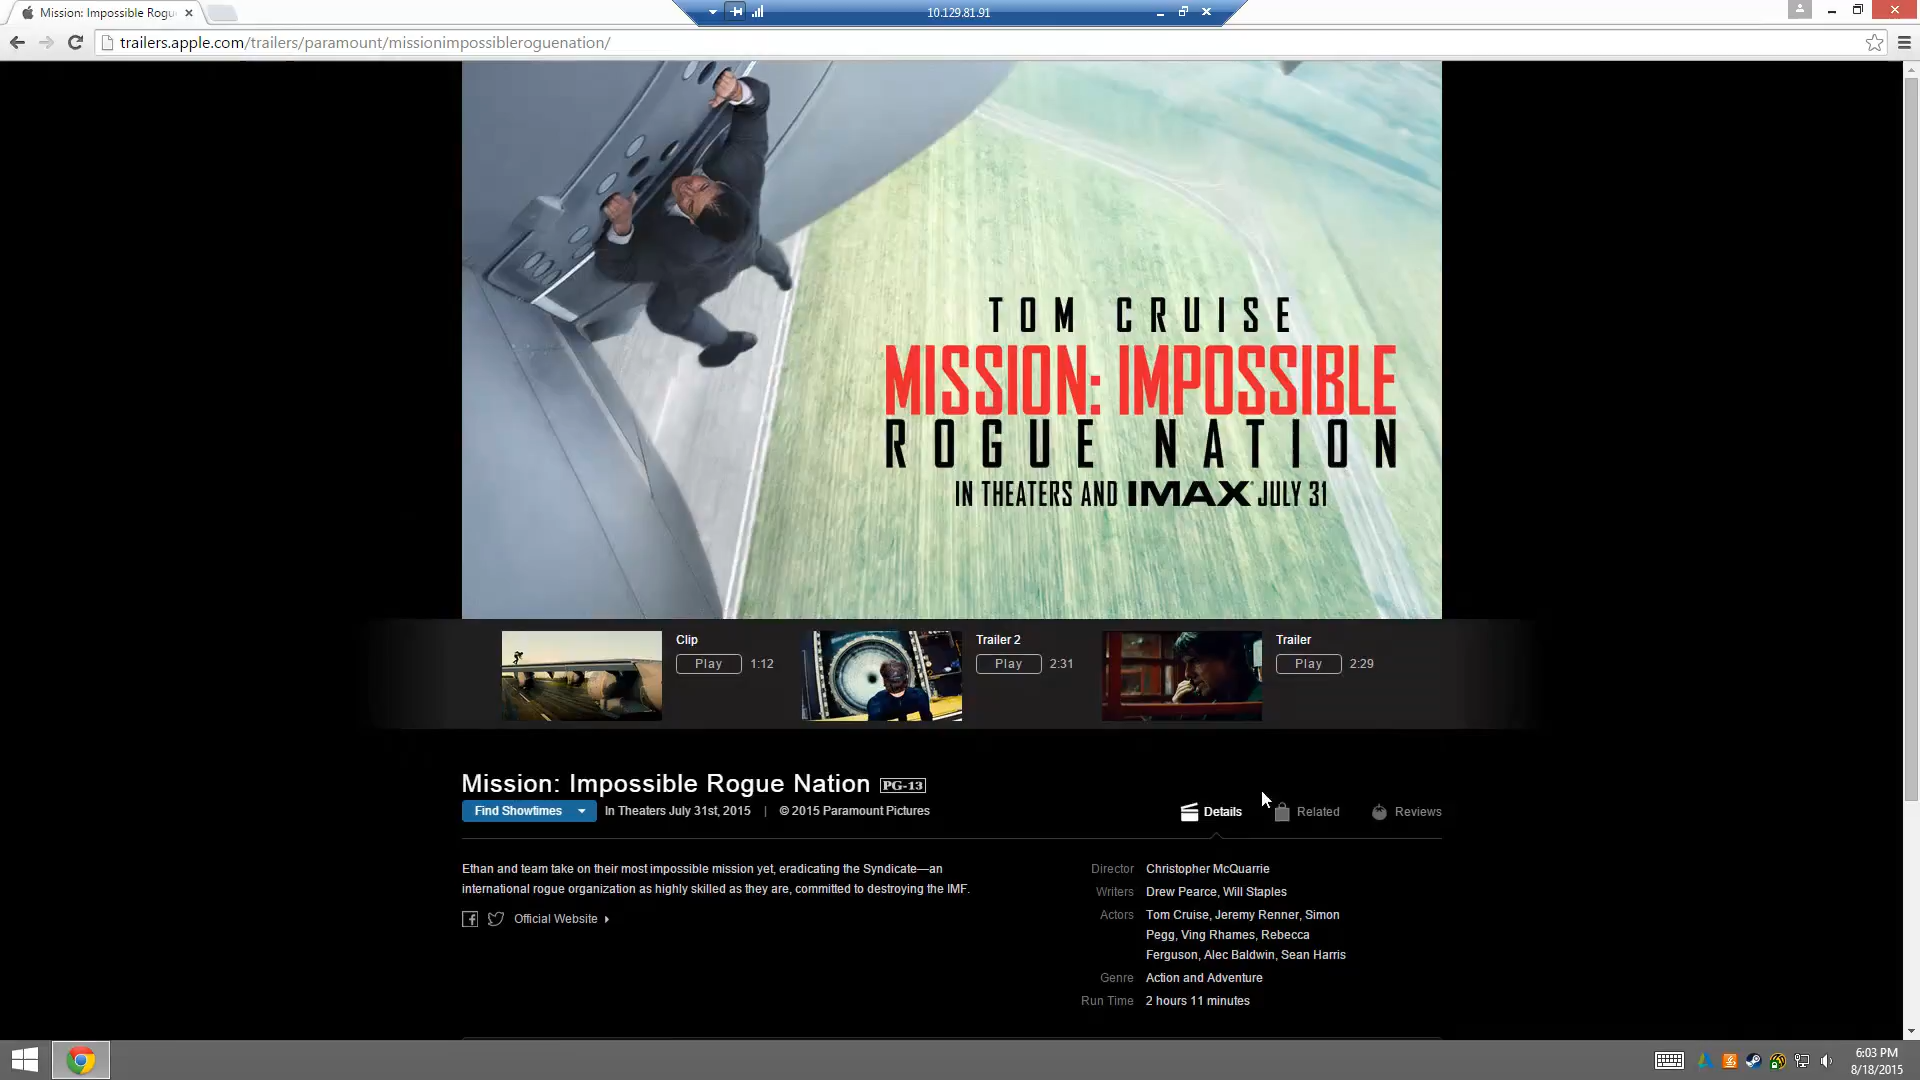 Mission: Impossible Rogu
10.129.81.91
trailers.apple.com/trailers/paramount/missionimpossibleroguenation/
TOM CRUISE
MISSION: IMPOSSIBLE
ROGUE NATION
IN THEATERS AND IMAX JULY 31
Clip
Play 1:12
Trailer 2
Play 2:31
Trailer
Play 2:29
Mission: Impossible Rogue Nation PG-13
Find Showtimes In Theaters July 31st, 2015 | © 2015 Paramount Pictures
Details Related Reviews
Ethan and team take on their most impossible mission yet, eradicating the Syndicate—an
international rogue organization as highly skilled as they are, committed to destroying the IMF.
Official Website
Director Christopher McQuarrie
Writers Drew Pearce, Will Staples
Actors Tom Cruise, Jeremy Renner, Simon
Pegg, Ving Rhames, Rebecca
Ferguson, Alec Baldwin, Sean Harris
Genre Action and Adventure
Run Time 2 hours 11 minutes
6:03 PM
8/18/2015